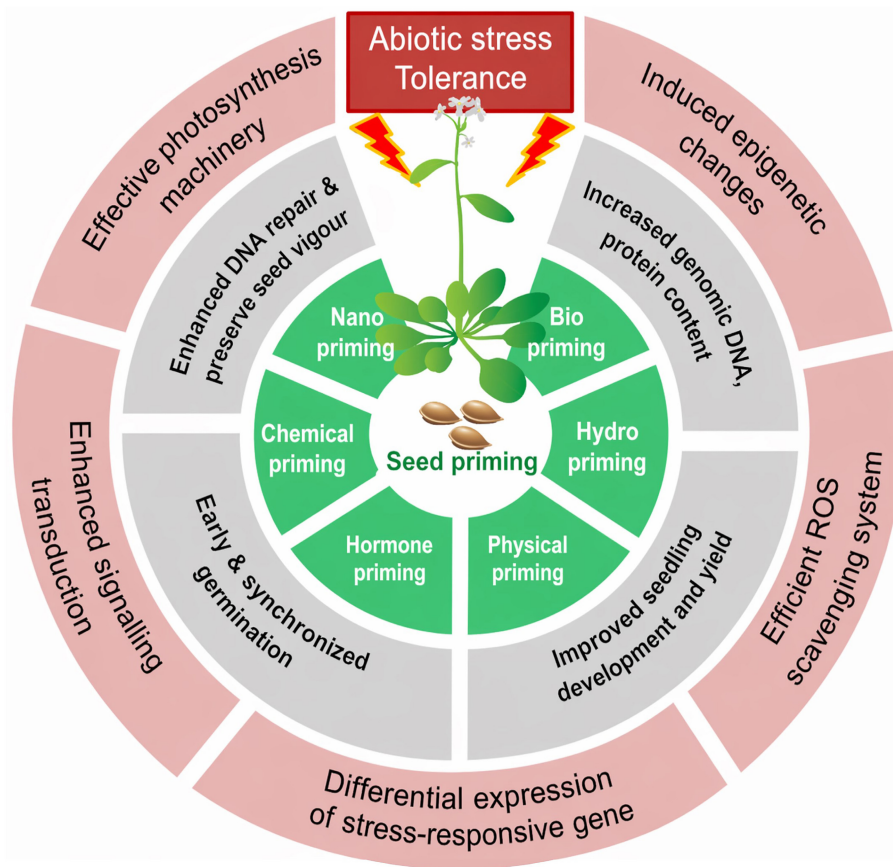 Abiotic stress
Tolerance
Effective photosynthesis
machinery
Induced epigenetic
changes
Enhanced DNA repair &
preserve seed vigour
Increased genomic DNA,
protein content
Nano
priming
Bio
priming
Chemical
priming
Hydro
priming
Seed priming
Hormone
priming
Physical
priming
Enhanced signalling
transduction
Early & synchronized
germination
Improved seedling
development and yield
Efficient ROS
scavenging system
Differential expression
of stress-responsive gene